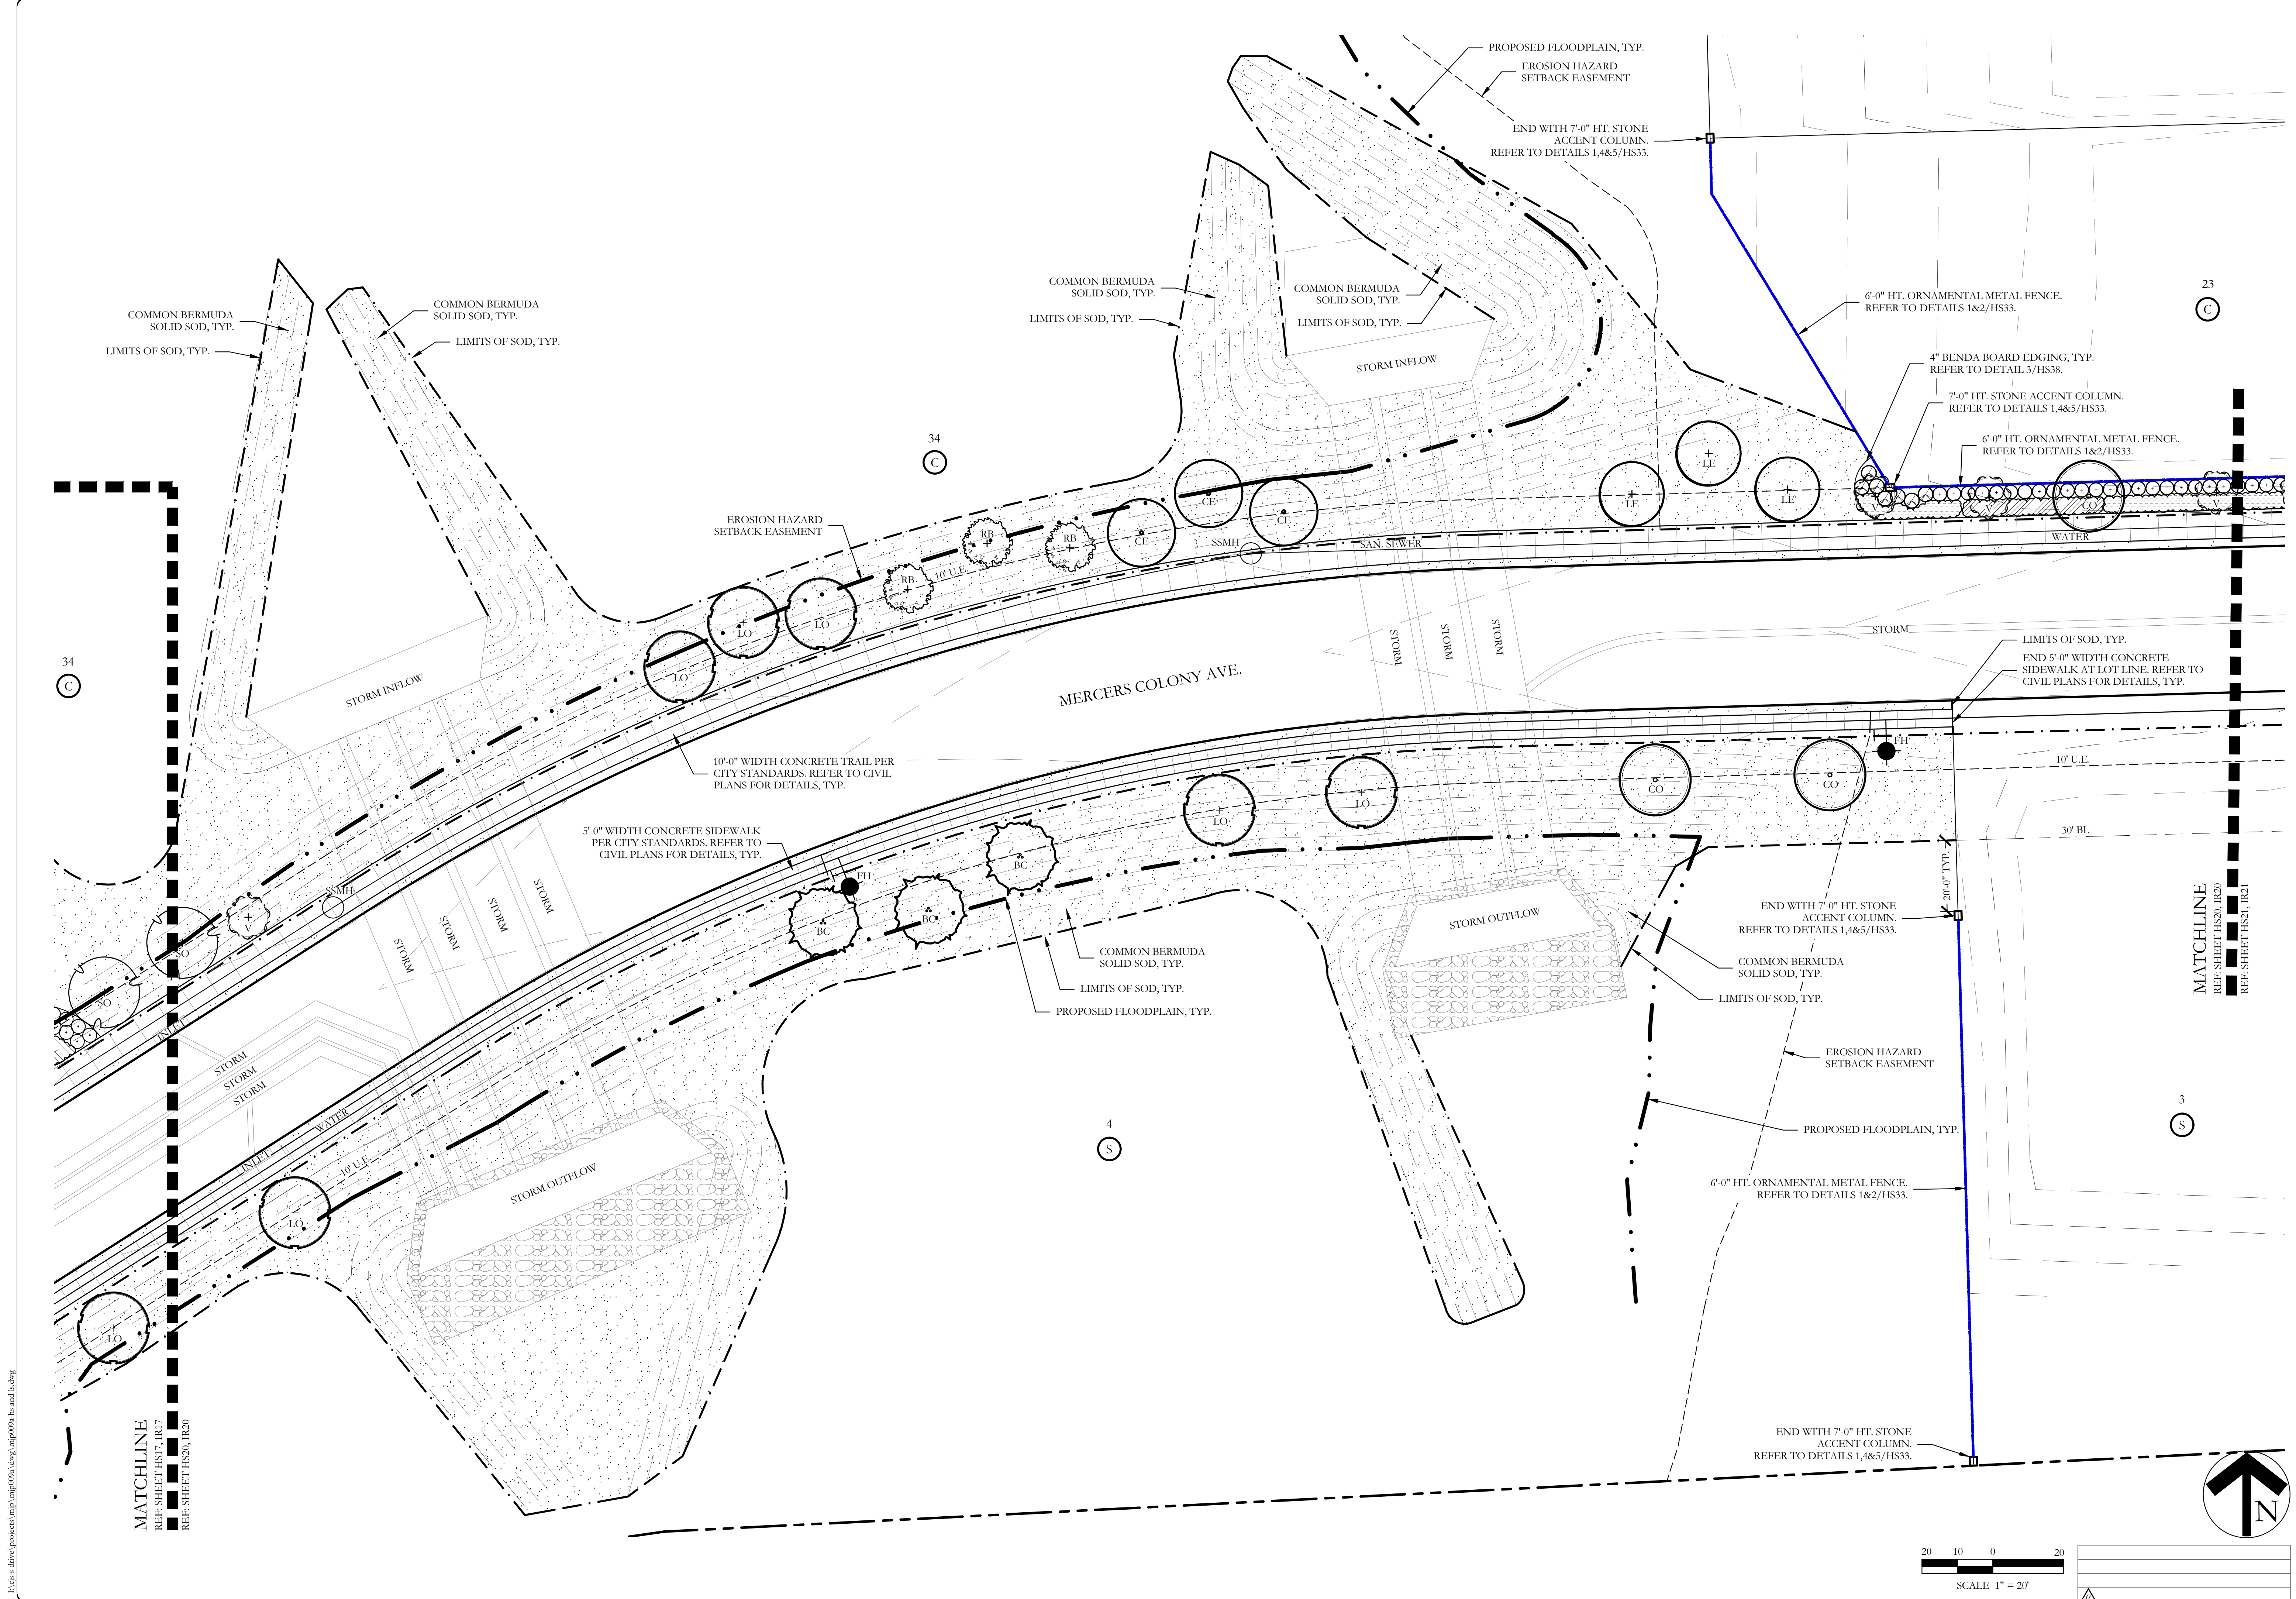 PROPOSED FLOODPLAIN, TYP.
EROSION HAZARD
SETBACK EASEMENT
END WITH 7'-0" HT. STONE
ACCENT COLUMN.
REFER TO DETAILS 1,4&5/HS33.
COMMON BERMUDA
SOLID SOD, TYP.
LIMITS OF SOD, TYP.
COMMON BERMUDA
SOLID SOD, TYP.
LIMITS OF SOD, TYP.
COMMON BERMUDA
SOLID SOD, TYP.
LIMITS OF SOD, TYP.
COMMON BERMUDA
SOLID SOD, TYP.
LIMITS OF SOD, TYP.
STORM INFLOW
6'-0" HT. ORNAMENTAL METAL FENCE.
REFER TO DETAILS 1&2/HS33.
23
C
4" BENDA BOARD EDGING, TYP.
REFER TO DETAIL 3/HS38.
7'-0" HT. STONE ACCENT COLUMN.
REFER TO DETAILS 1,4&5/HS33.
6'-0" HT. ORNAMENTAL METAL FENCE.
REFER TO DETAILS 1&2/HS33.
34
C
EROSION HAZARD
SETBACK EASEMENT
RB
RB
RB
10' U.E.
CE
CE
CE
SSMH
SAN. SEWER
LE
LE
LE
V
V
CO
V
WATER
LO
LO
LO
34
C
STORM INFLOW
MERCERS COLONY AVE.
STORM
STORM
STORM
STORM
LIMITS OF SOD, TYP.
END 5'-0" WIDTH CONCRETE
SIDEWALK AT LOT LINE. REFER TO
CIVIL PLANS FOR DETAILS, TYP.
10'-0" WIDTH CONCRETE TRAIL PER
CITY STANDARDS. REFER TO CIVIL
PLANS FOR DETAILS, TYP.
5'-0" WIDTH CONCRETE SIDEWALK
PER CITY STANDARDS. REFER TO
CIVIL PLANS FOR DETAILS, TYP.
FH
10' U.E.
30' BL
CO
CO
LO
LO
BC
BC
BC
FH
SSMH
V
SO
SO
STORM
STORM
STORM
STORM
INLET
STORM
STORM
STORM
WATER
INLET
10' U.E.
LO
LO
STORM OUTFLOW
STORM OUTFLOW
COMMON BERMUDA
SOLID SOD, TYP.
LIMITS OF SOD, TYP.
PROPOSED FLOODPLAIN, TYP.
20'-0" TYP.
END WITH 7'-0" HT. STONE
ACCENT COLUMN.
REFER TO DETAILS 1,4&5/HS33.
COMMON BERMUDA
SOLID SOD, TYP.
LIMITS OF SOD, TYP.
MATCHLINE
REF: SHEET HS20, IR20
REF: SHEET HS21, IR21
EROSION HAZARD
SETBACK EASEMENT
4
S
3
S
PROPOSED FLOODPLAIN, TYP.
6'-0" HT. ORNAMENTAL METAL FENCE.
REFER TO DETAILS 1&2/HS33.
END WITH 7'-0" HT. STONE
ACCENT COLUMN.
REFER TO DETAILS 1,4&5/HS33.
MATCHLINE
REF: SHEET HS17, IR17
REF: SHEET HS20, IR20
N
20 10 0 20
SCALE 1" = 20'